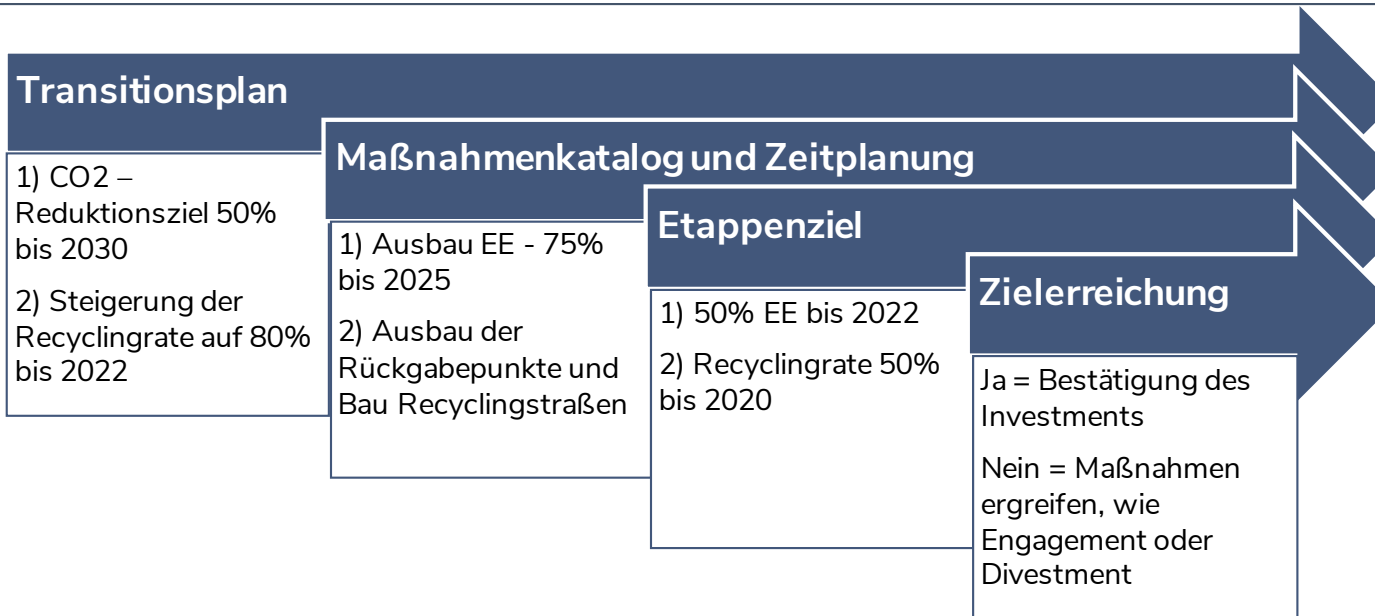 Transitionsplan
1) CO2 –
Reduktionsziel 50%
bis 2030
2) Steigerung der
Recyclingrate auf 80%
bis 2022
Maßnahmenkatalog und Zeitplanung
1) Ausbau EE - 75%
bis 2025
2) Ausbau der
Rückgabepunkte und
Bau Recyclingstraßen
Etappenziel
1) 50% EE bis 2022
2) Recyclingrate 50%
bis 2020
Zielerreichung
Ja = Bestätigung des
Investments
Nein = Maßnahmen
ergreifen, wie
Engagement oder
Divestment